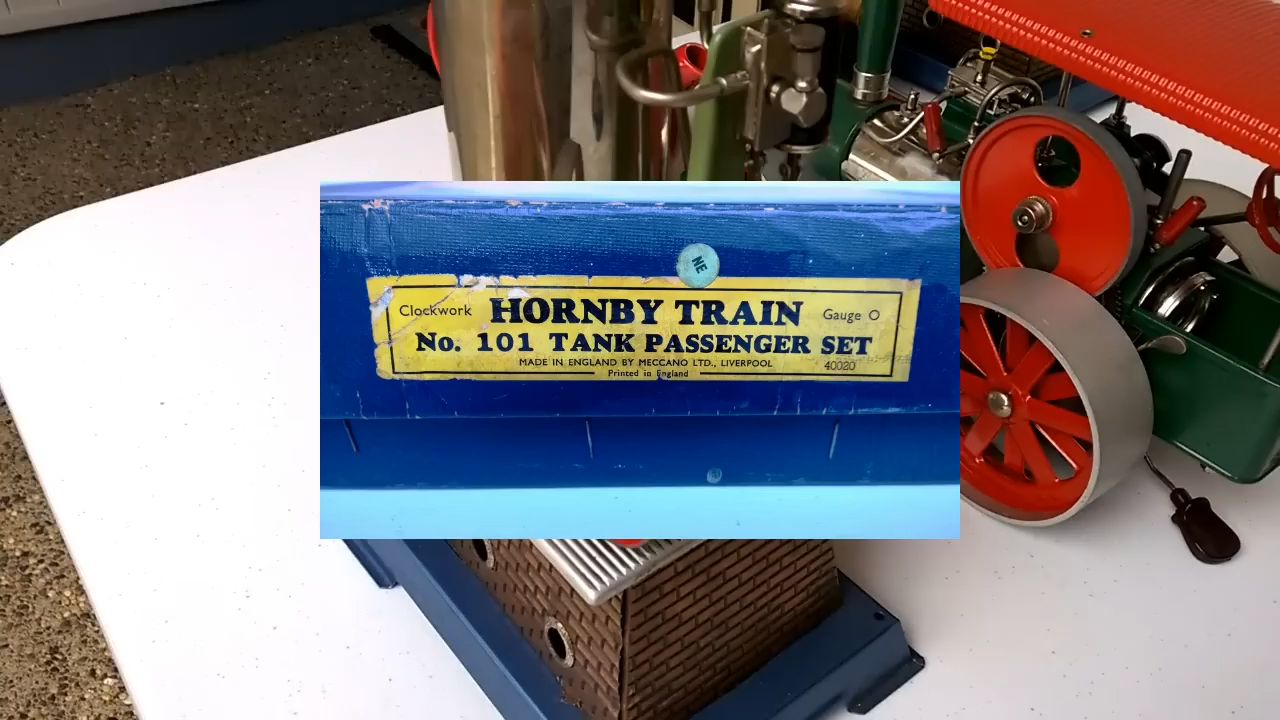 NE
Clockwork HORNBY TRAIN Gauge O
No. 101 TANK PASSENGER SET
MADE IN ENGLAND BY MECCANO LTD., LIVERPOOL 40020
Printed in England